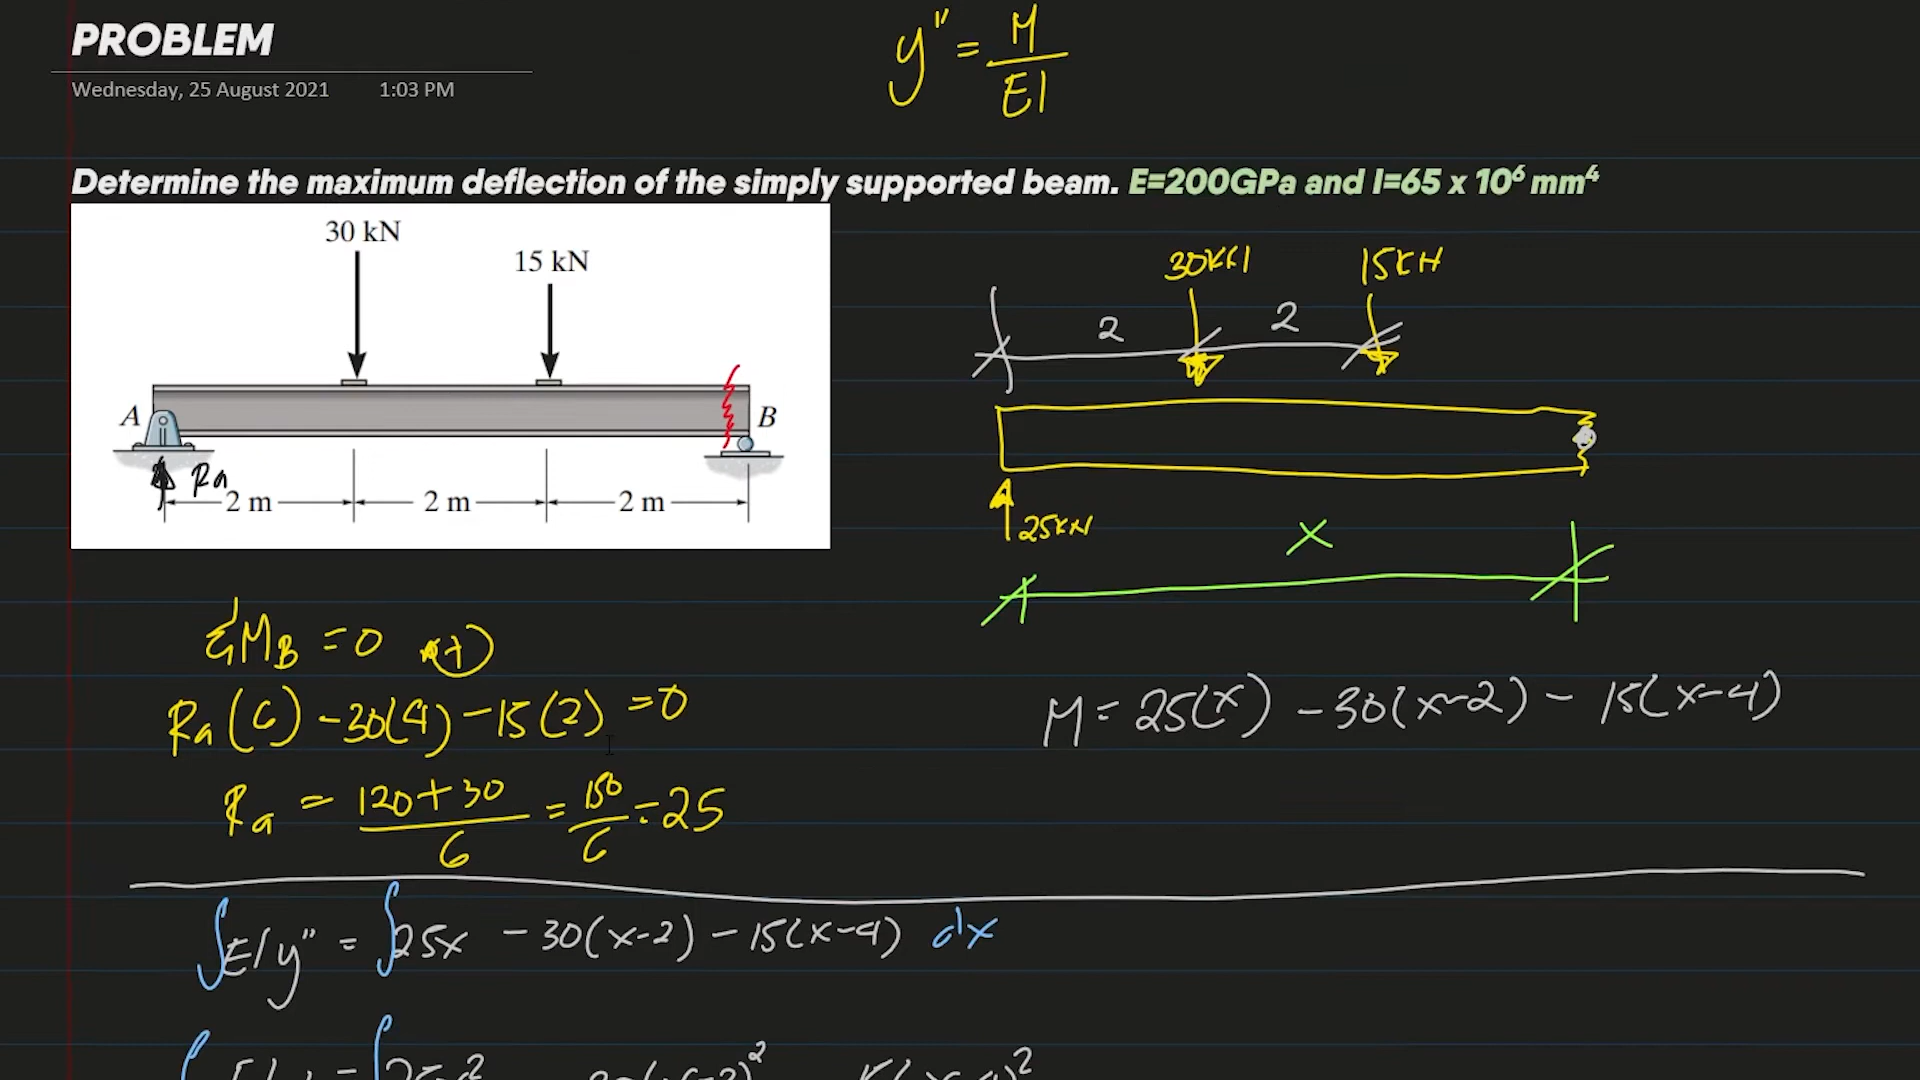 PROBLEM
Wednesday, 25 August 2021 1:03 PM
y" = M/EI
Determine the maximum deflection of the simply supported beam. E=200GPa and I=65 x 10⁶ mm⁴
30 kN
15 kN
A
B
Ra
2 m 2 m 2 m
30kN 15kN
2 2
25kN
x
ΣM_B = 0 +
Ra(6) - 30(4) - 15(2) = 0
Ra = (120+30)/6 = 150/6 = 25
M = 25(x) - 30(x-2) - 15(x-4)
∫EIy" = ∫25x - 30(x-2) - 15(x-4) dx